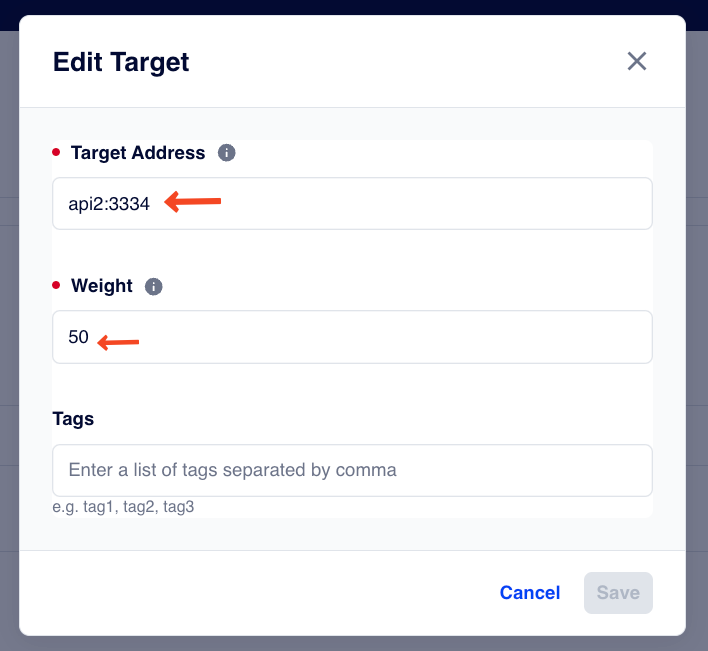 Edit Target
Target Address
api2:3334
Weight
50
Tags
Enter a list of tags separated by comma
e.g. tag1, tag2, tag3
Cancel
Save